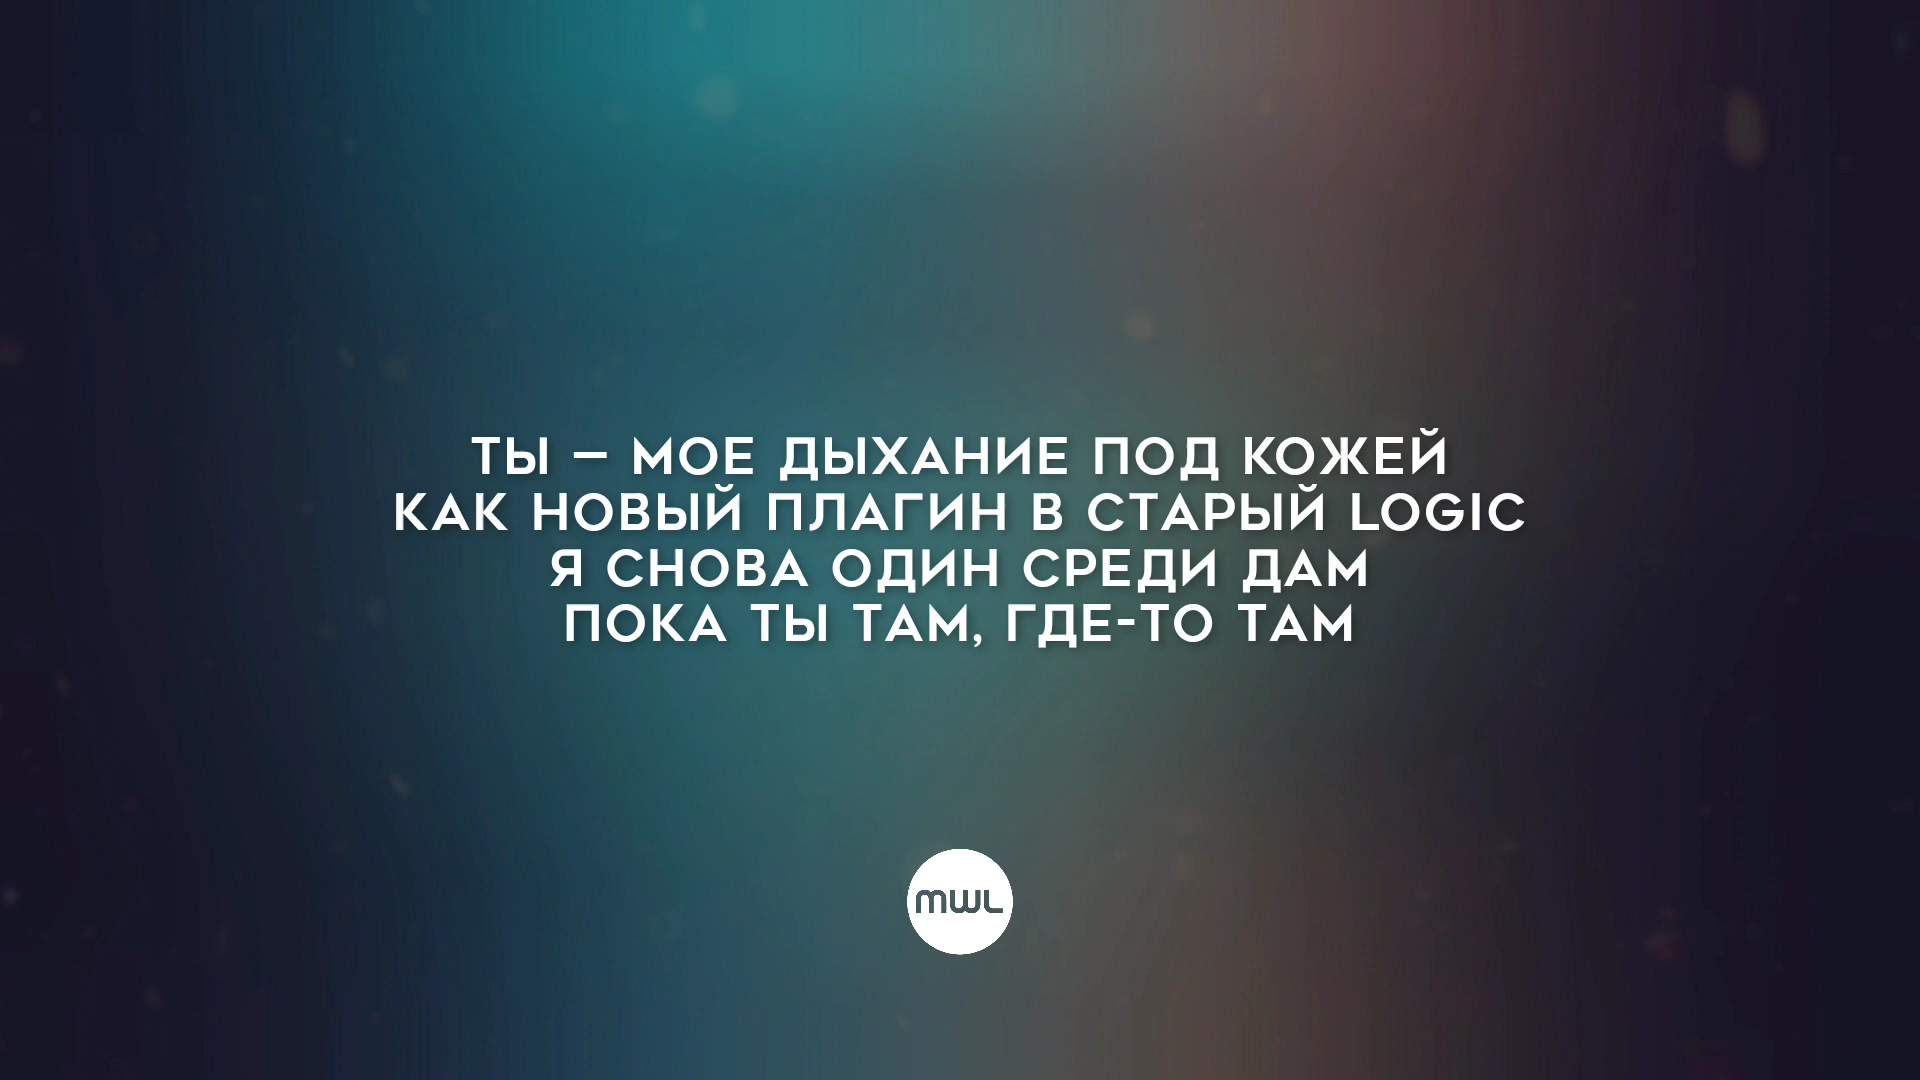 ТЫ – МОЕ ДЫХАНИЕ ПОД КОЖЕЙ
КАК НОВЫЙ ПЛАГИН В СТАРЫЙ LOGIC
Я СНОВА ОДИН СРЕДИ ДАМ
ПОКА ТЫ ТАМ, ГДЕ-ТО ТАМ
MWL